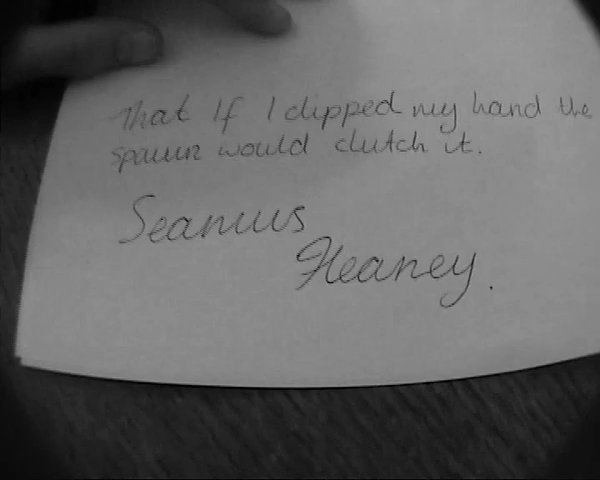 That If I dipped my hand the
spawn would clutch it.
Seamus
Heaney.